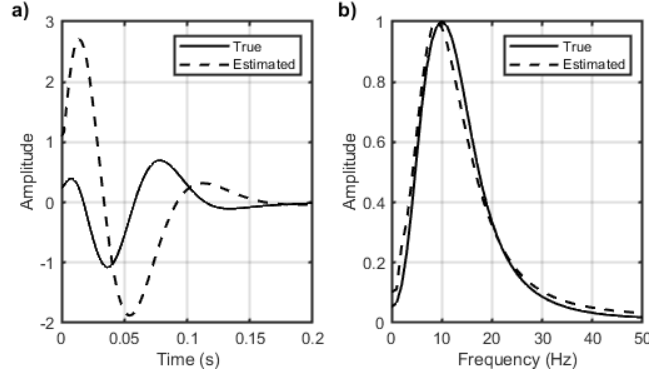 a)
3
2
1
0
-1
-2
Amplitude
0
0.05
0.1
0.15
0.2
Time (s)
True
Estimated
b)
1
0.8
0.6
0.4
0.2
0
Amplitude
0
10
20
30
40
50
Frequency (Hz)
True
Estimated